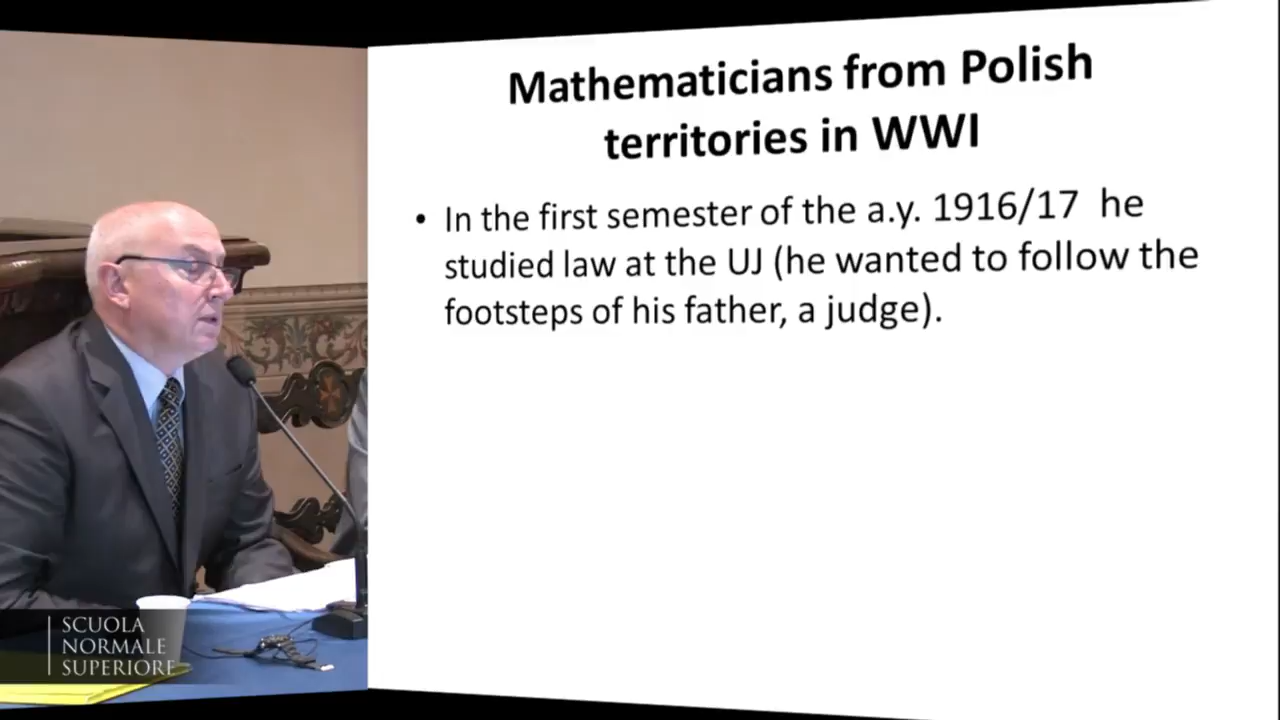 Mathematicians from Polish
territories in WWI
• In the first semester of the a.y. 1916/17 he
studied law at the UJ (he wanted to follow the
footsteps of his father, a judge).
SCUOLA
NORMALE
SUPERIORE